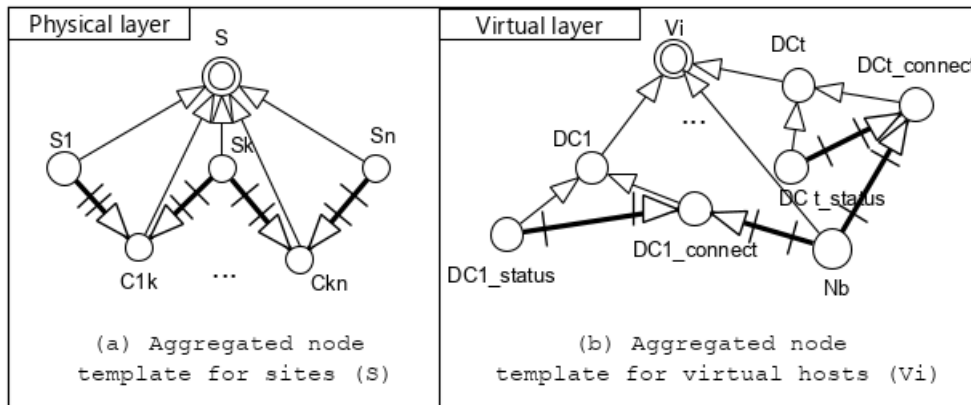 Physical layer
S
S1
Sk
Sn
C1k
...
Ckn
(a) Aggregated node
template for sites (S)
Virtual layer
Vi
DCt
DCt_connect
...
DC1
DC t_status
DC1_connect
DC1_status
Nb
(b) Aggregated node
template for virtual hosts (Vi)